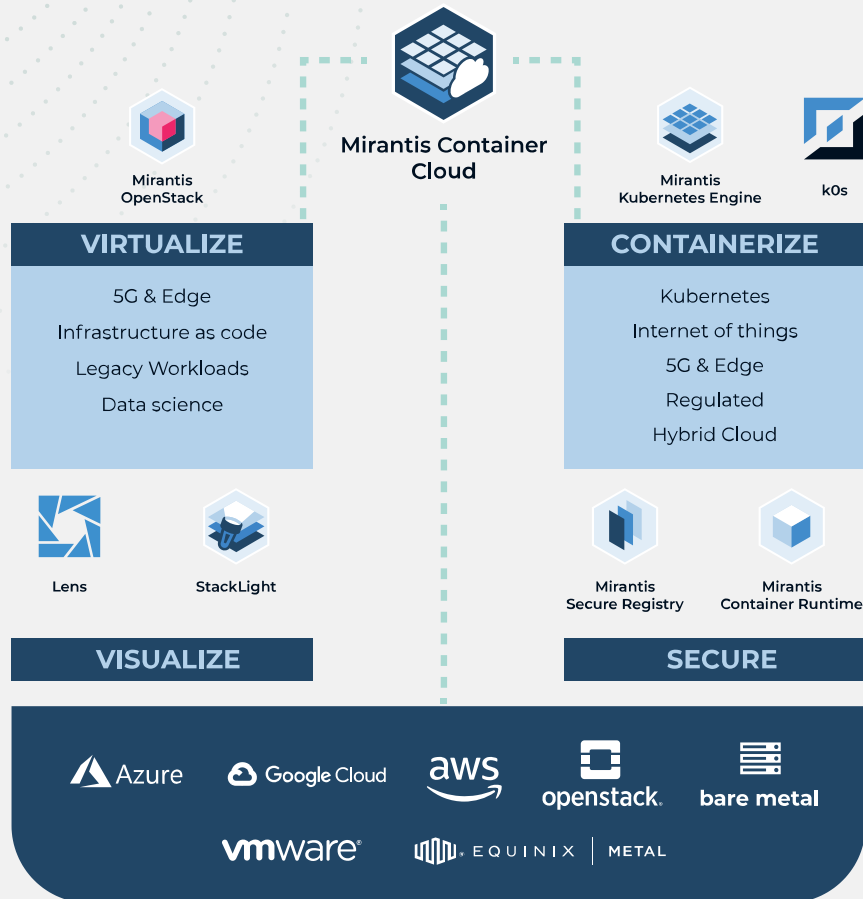 Mirantis Container
Cloud
Mirantis
OpenStack
Mirantis
Kubernetes Engine
k0s
VIRTUALIZE
5G & Edge
Infrastructure as code
Legacy Workloads
Data science
CONTAINERIZE
Kubernetes
Internet of things
5G & Edge
Regulated
Hybrid Cloud
Lens
StackLight
Mirantis
Secure Registry
Mirantis
Container Runtime
VISUALIZE
SECURE
Azure
Google Cloud
aws
openstack.
bare metal
vmware®
EQUINIX | METAL